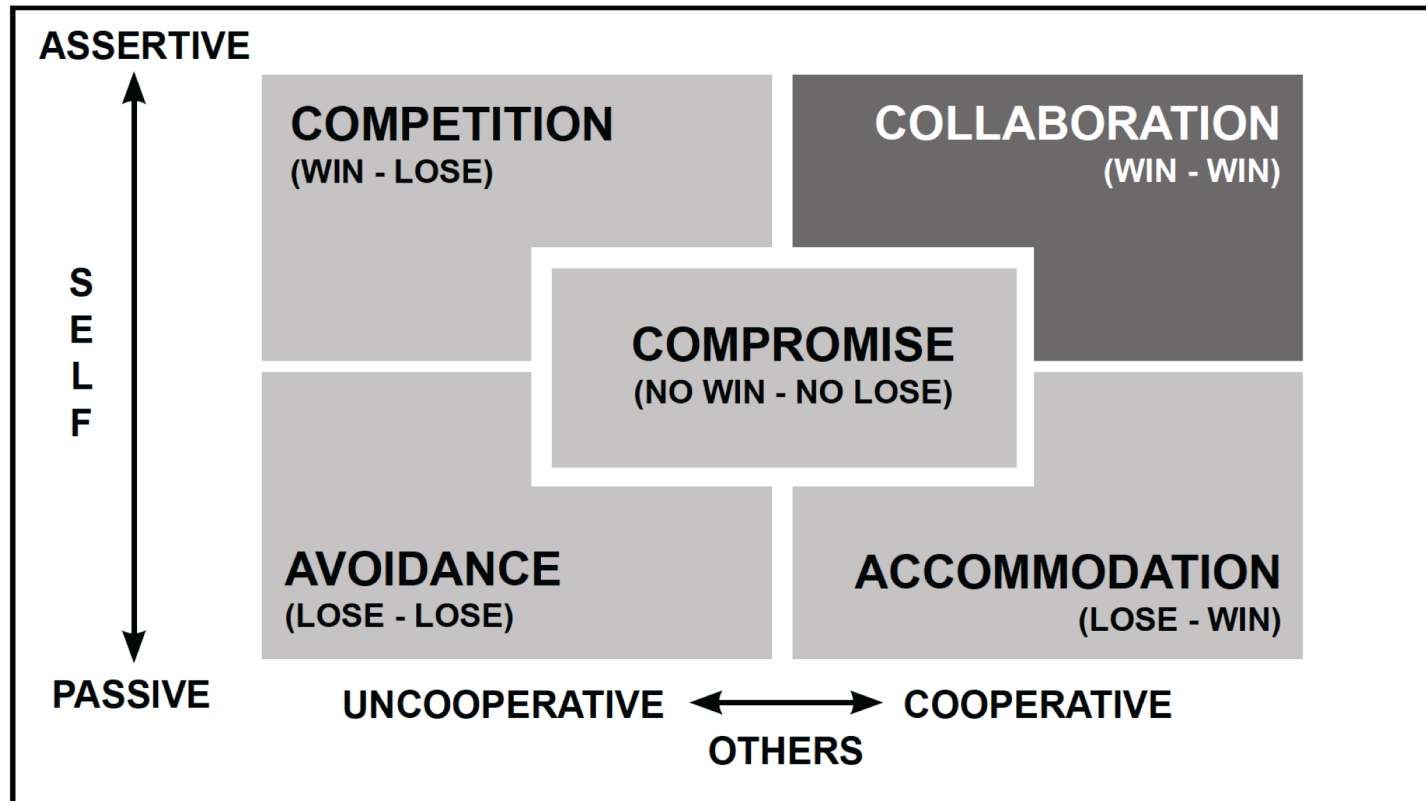 ASSERTIVE
COMPETITION
(WIN - LOSE)
COLLABORATION
(WIN - WIN)
SELF
COMPROMISE
(NO WIN - NO LOSE)
AVOIDANCE
(LOSE - LOSE)
ACCOMMODATION
(LOSE - WIN)
PASSIVE
UNCOOPERATIVE
COOPERATIVE
OTHERS